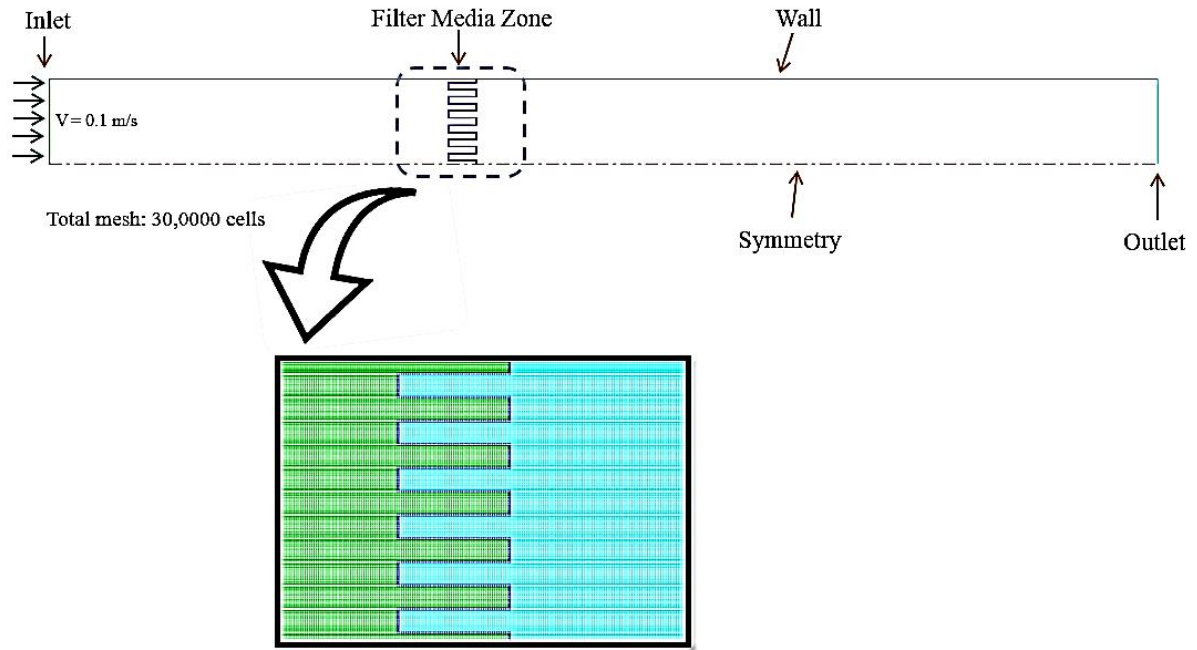 Inlet
Filter Media Zone
Wall
V = 0.1 m/s
Total mesh: 30,0000 cells
Symmetry
Outlet